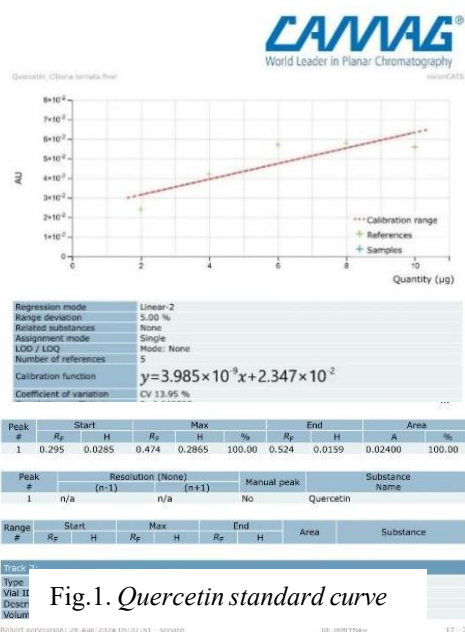 CAMAG®
World Leader in Planar Chromatography
Quercetin_Clitoria ternata final
visionCATS
8×10⁻²
7×10⁻²
6×10⁻²
5×10⁻²
4×10⁻²
3×10⁻²
2×10⁻²
1×10⁻²
0
AU
0 2 4 6 8 10
Quantity (µg)
Calibration range
References
Samples
Regression mode Linear-2
Range deviation 5.00 %
Related substances None
Assignment mode Single
LOD / LOQ Mode: None
Number of references 5
Calibration function y=3.985×10⁻⁹x+2.347×10⁻²
Coefficient of variation CV 13.95 %
...
Peak # Start Max End Area
RF H RF H % RF H A %
1 0.295 0.0285 0.474 0.2865 100.00 0.524 0.0159 0.02400 100.00
Peak # Resolution (None) Manual peak Substance Name
(n-1) (n+1)
1 n/a n/a No Quercetin
Range # Start Max End Area Substance
RF H RF H RF H
Track 2:
Type
Vial ID
Descr
Volum
Fig.1. Quercetin standard curve